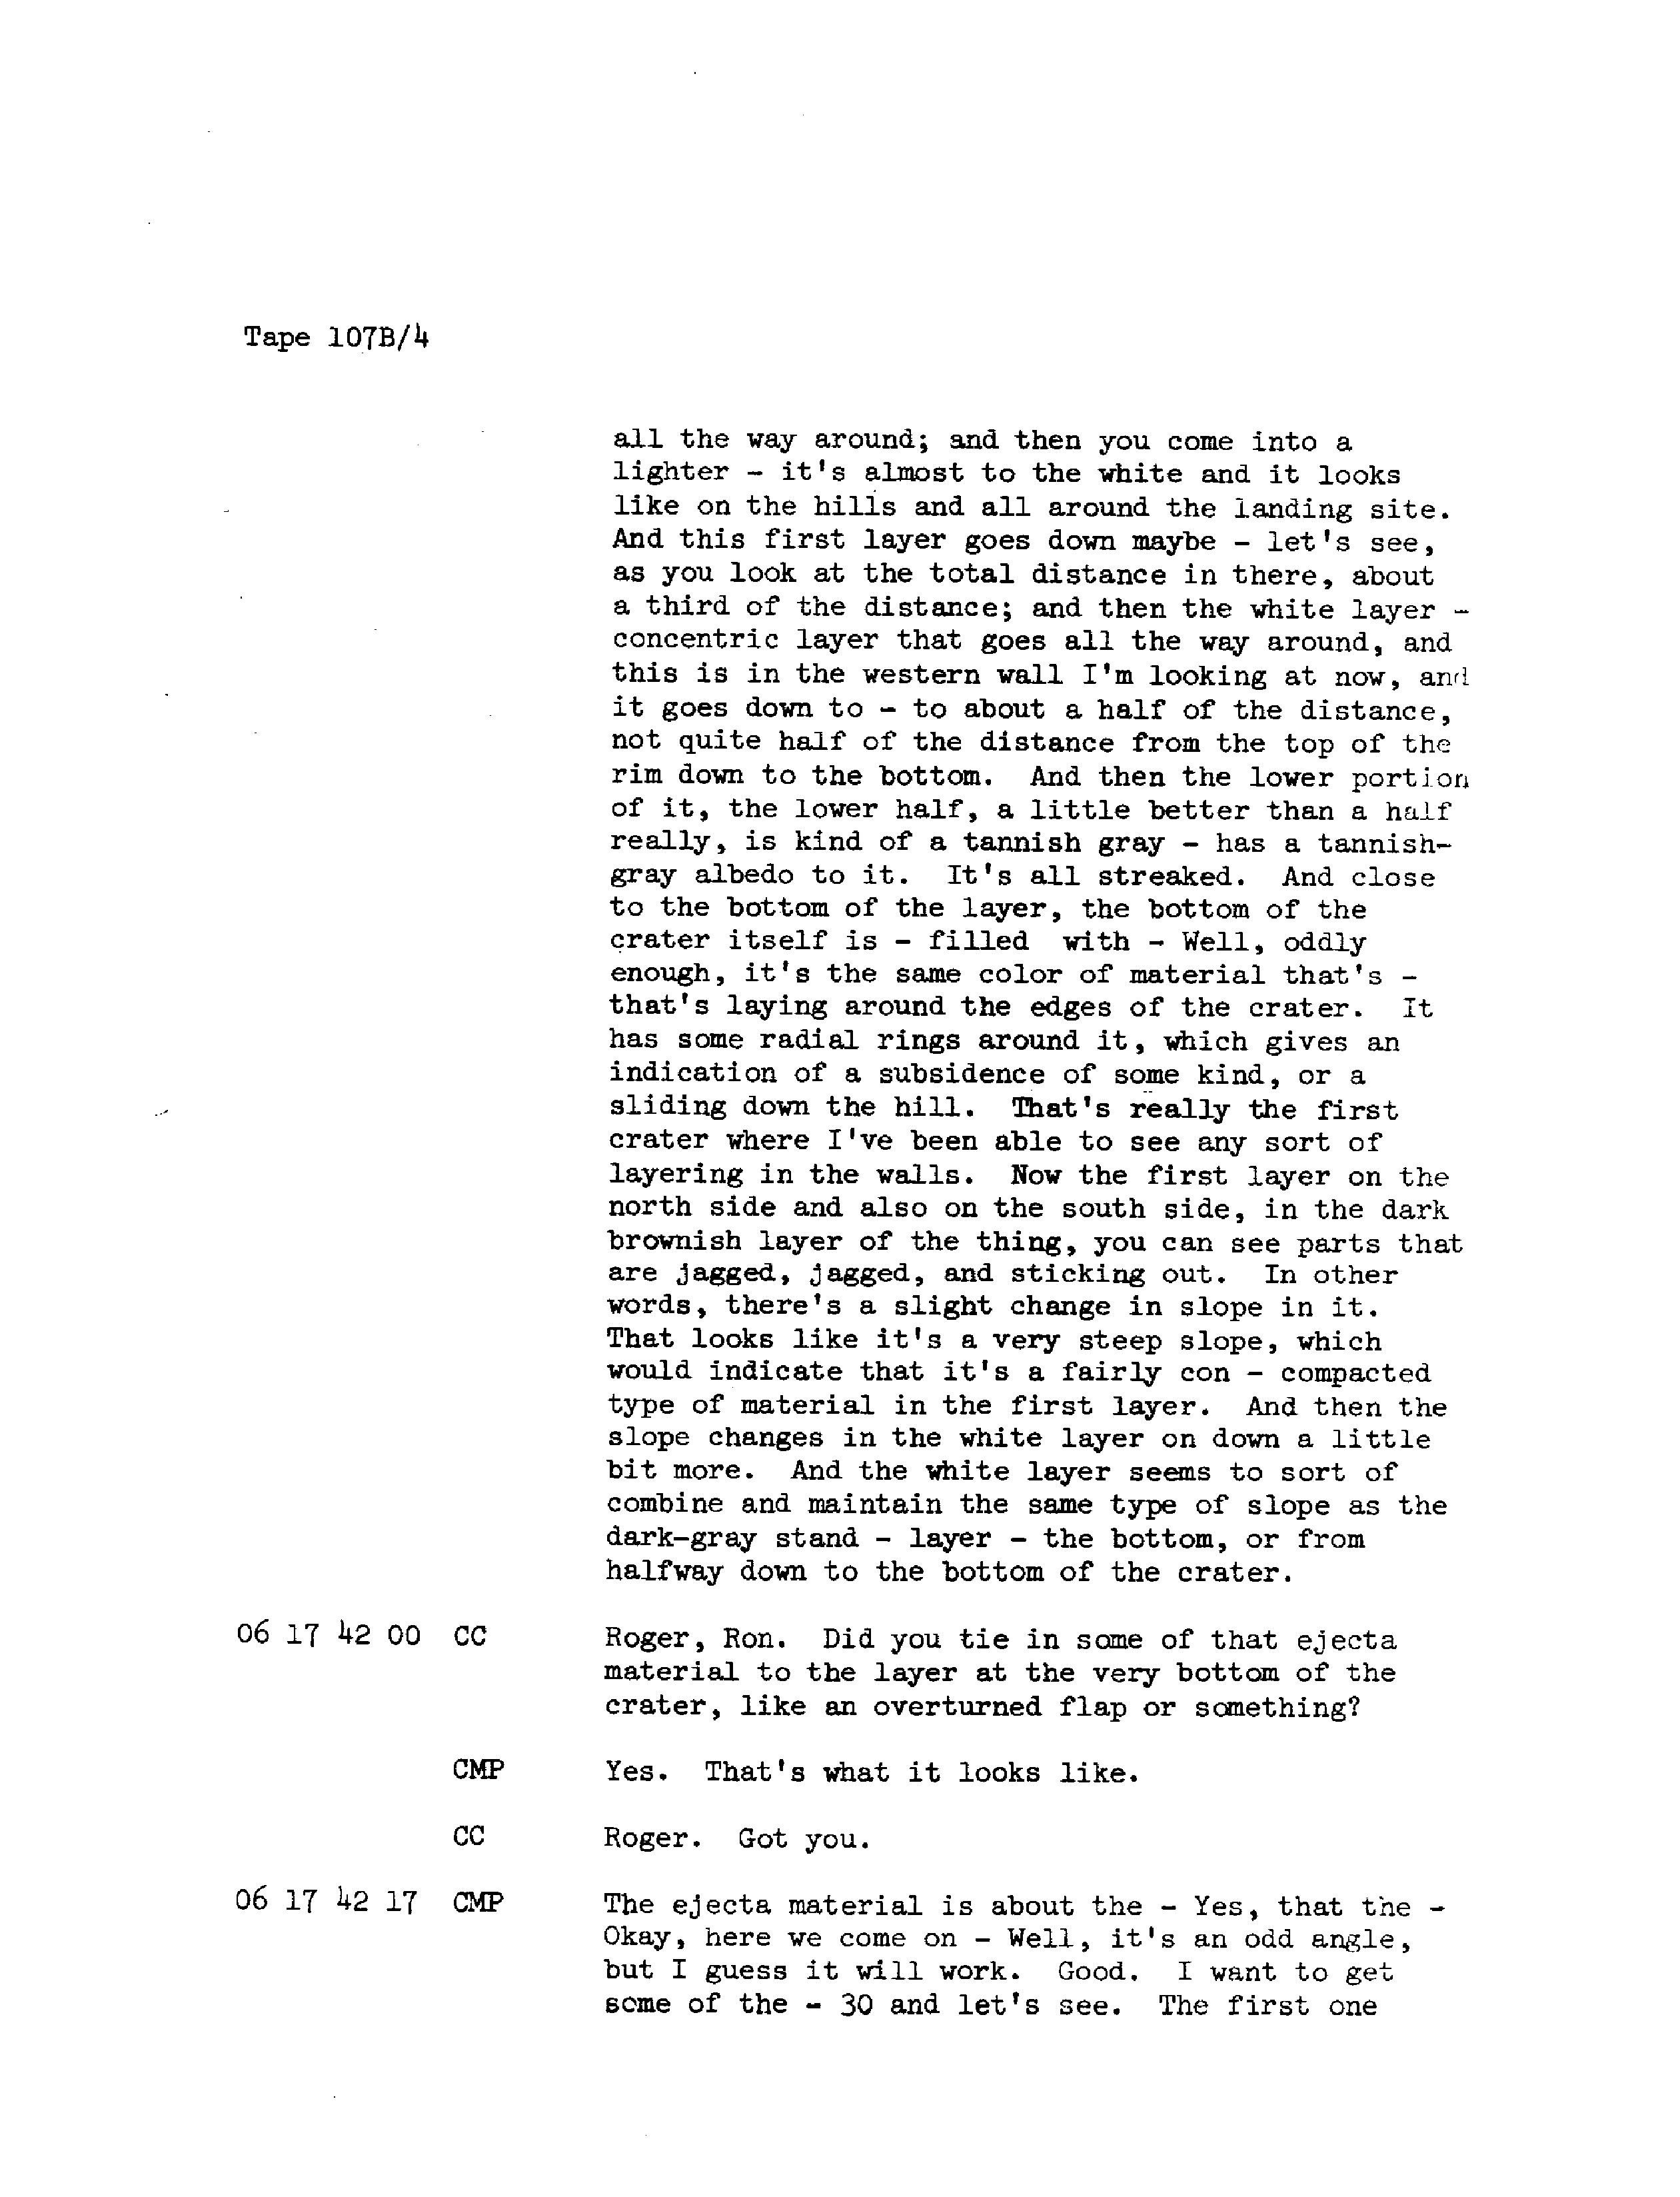 Tape 107B/4
all the way around; and then you come into a
lighter - it's almost to the white and it looks
like on the hills and all around the landing site.
And this first layer goes down maybe - let's see,
as you look at the total distance in there, about
a third of the distance; and then the white layer -
concentric layer that goes all the way around, and
this is in the western wall I'm looking at now, and
it goes down to - to about a half of the distance,
not quite half of the distance from the top of the
rim down to the bottom. And then the lower portion
of it, the lower half, a little better than a half
really, is kind of a tannish gray - has a tannish-
gray albedo to it. It's all streaked. And close
to the bottom of the layer, the bottom of the
crater itself is - filled with - Well, oddly
enough, it's the same color of material that's -
that's laying around the edges of the crater. It
has some radial rings around it, which gives an
indication of a subsidence of some kind, or a
sliding down the hill. That's really the first
crater where I've been able to see any sort of
layering in the walls. Now the first layer on the
north side and also on the south side, in the dark
brownish layer of the thing, you can see parts that
are jagged, jagged, and sticking out. In other
words, there's a slight change in slope in it.
That looks like it's a very steep slope, which
would indicate that it's a fairly con - compacted
type of material in the first layer. And then the
slope changes in the white layer on down a little
bit more. And the white layer seems to sort of
combine and maintain the same type of slope as the
dark-gray stand - layer - the bottom, or from
halfway down to the bottom of the crater.
06 17 42 00 CC Roger, Ron. Did you tie in some of that ejecta
material to the layer at the very bottom of the
crater, like an overturned flap or something?
CMP Yes. That's what it looks like.
CC Roger. Got you.
06 17 42 17 CMP The ejecta material is about the - Yes, that the -
Okay, here we come on - Well, it's an odd angle,
but I guess it will work. Good. I want to get
some of the - 30 and let's see. The first one